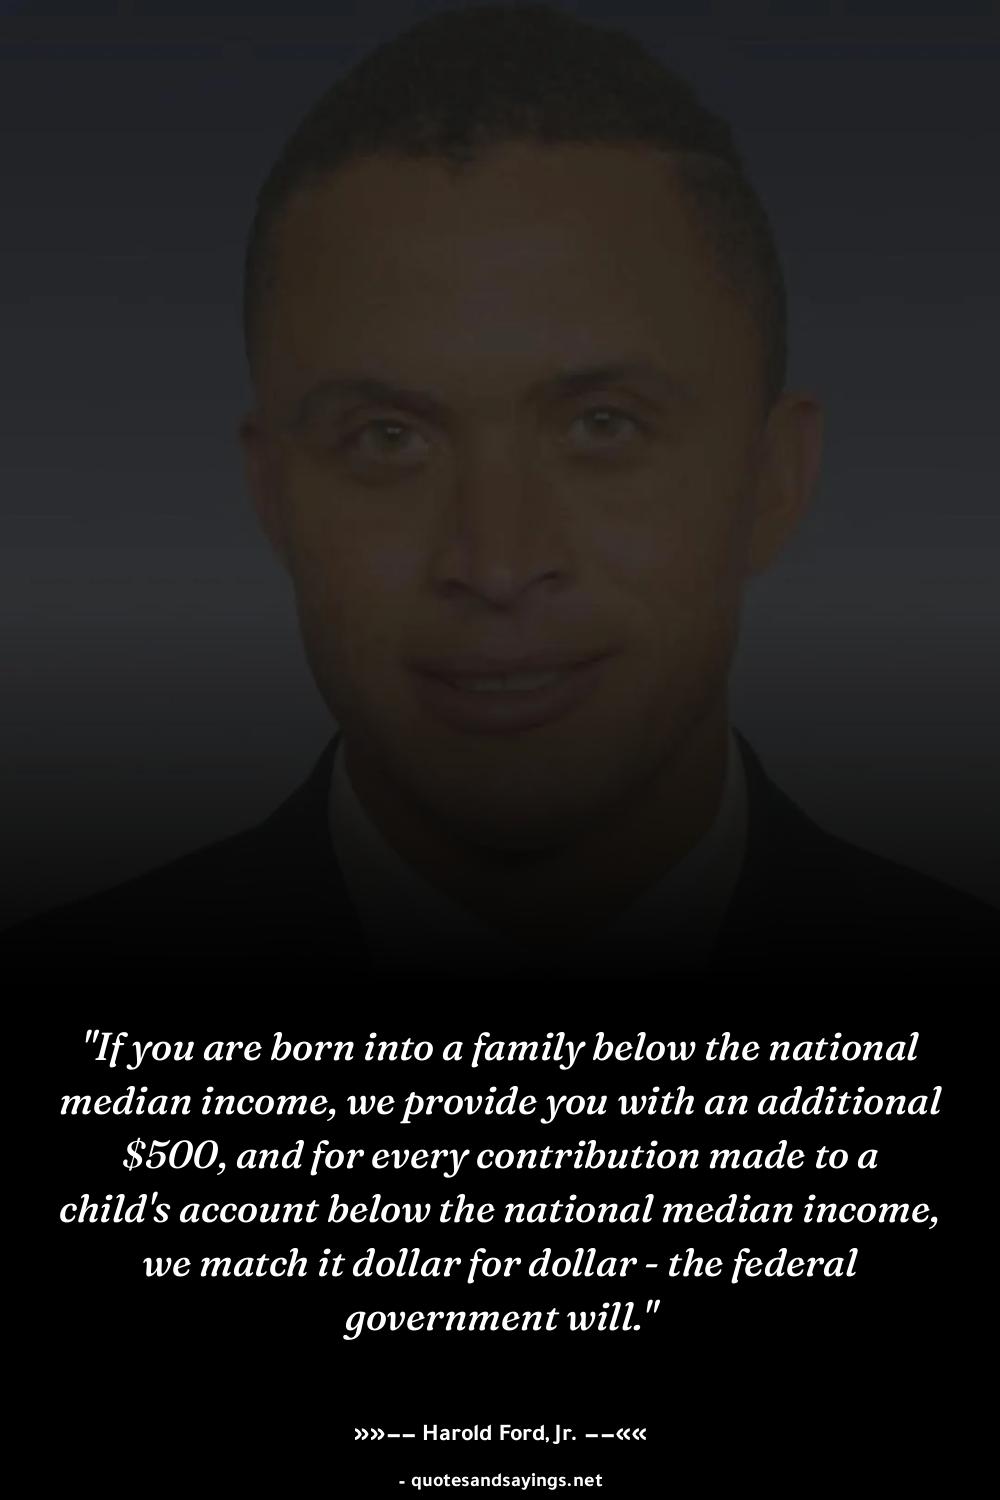 "If you are born into a family below the national
median income, we provide you with an additional
$500, and for every contribution made to a
child's account below the national median income,
we match it dollar for dollar - the federal
government will."
»»–– Harold Ford, Jr. ––««
- quotesandsayings.net